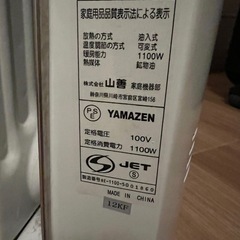 家庭用品品質表示法による表示
放熱の方式 油入式
温度調節の方式 可変式
暖房能力 1100W
熱媒体 鉱物油
株式会社 山善 家庭機器部
PSE YAMAZEN
定格電圧 100V
定格消費電力 1100W
JET
S
MADE IN CHINA
12KF